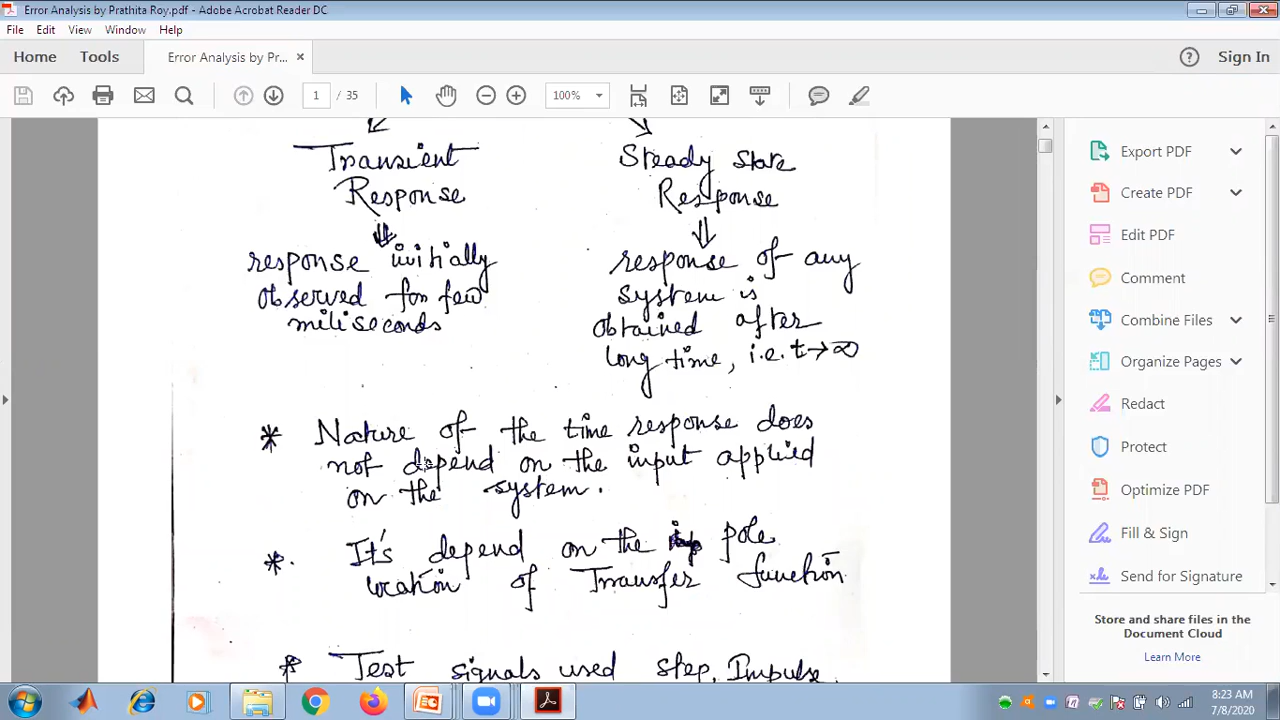 Error Analysis by Prathita Roy.pdf - Adobe Acrobat Reader DC
File Edit View Window Help
Home Tools Error Analysis by Pr... × Sign In
1 / 35 100%
Transient Steady State
Response Response
response initially response of any
observed for few system is
miliseconds obtained after
long time, i.e. t→∞
* Nature of the time response does
not depend on the input applied
on the system.
*. It's depend on the pole
location of Transfer function
* Test signals used step, Impulse,
Export PDF
Create PDF
Edit PDF
Comment
Combine Files
Organize Pages
Redact
Protect
Optimize PDF
Fill & Sign
Send for Signature
Store and share files in the
Document Cloud
Learn More
8:23 AM
7/8/2020